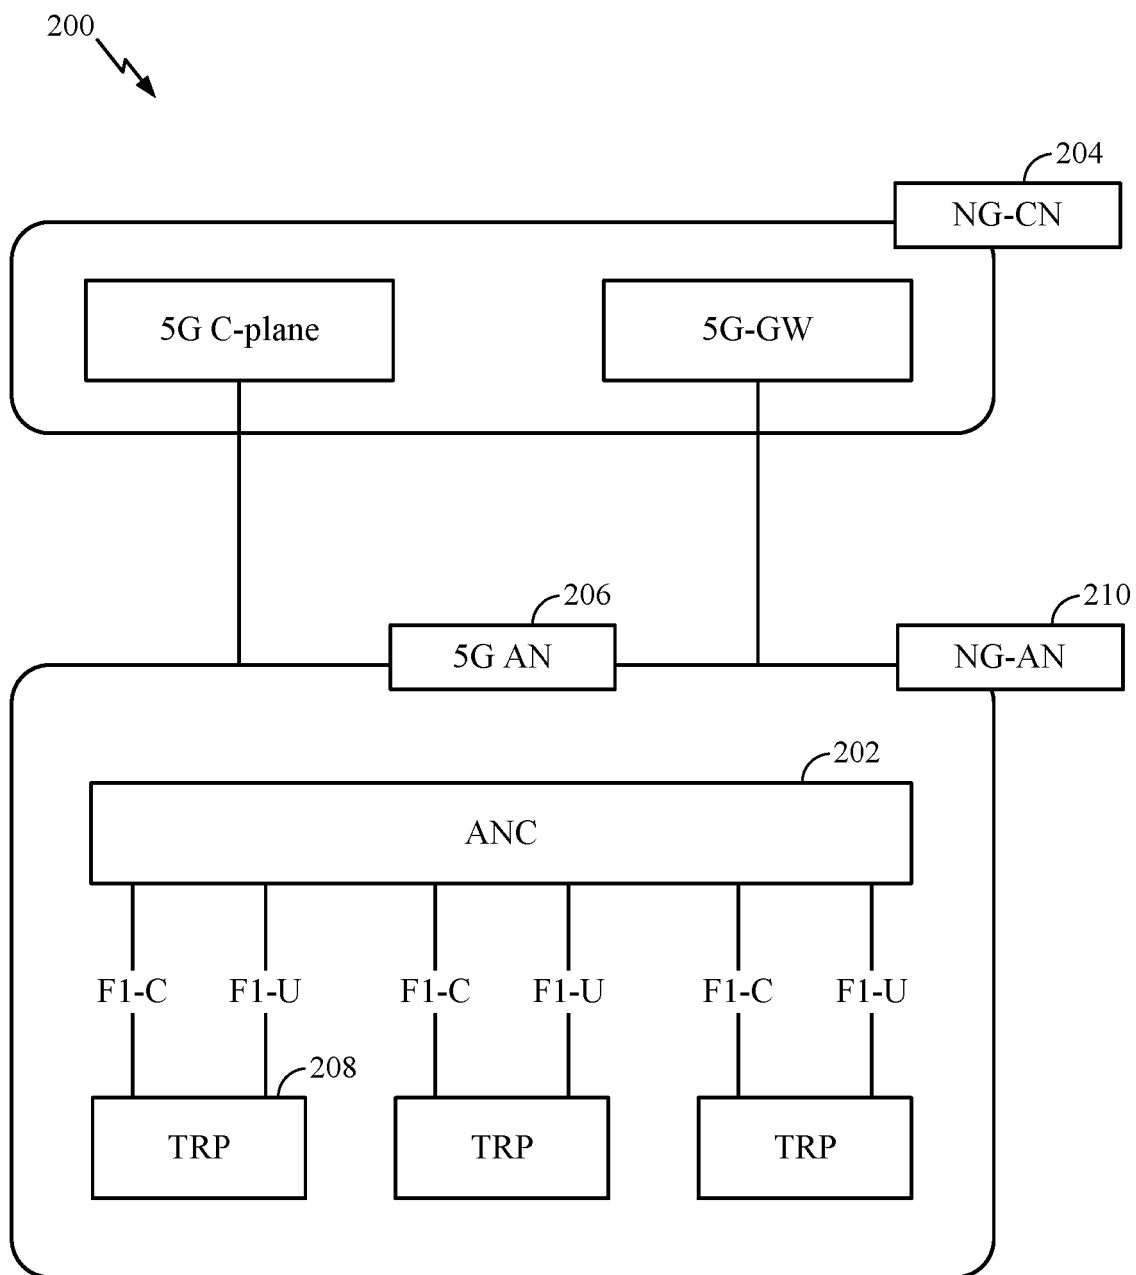 200
204
NG-CN
5G C-plane
5G-GW
206
210
5G AN
NG-AN
202
ANC
F1-C
F1-U
F1-C
F1-U
F1-C
F1-U
208
TRP
TRP
TRP